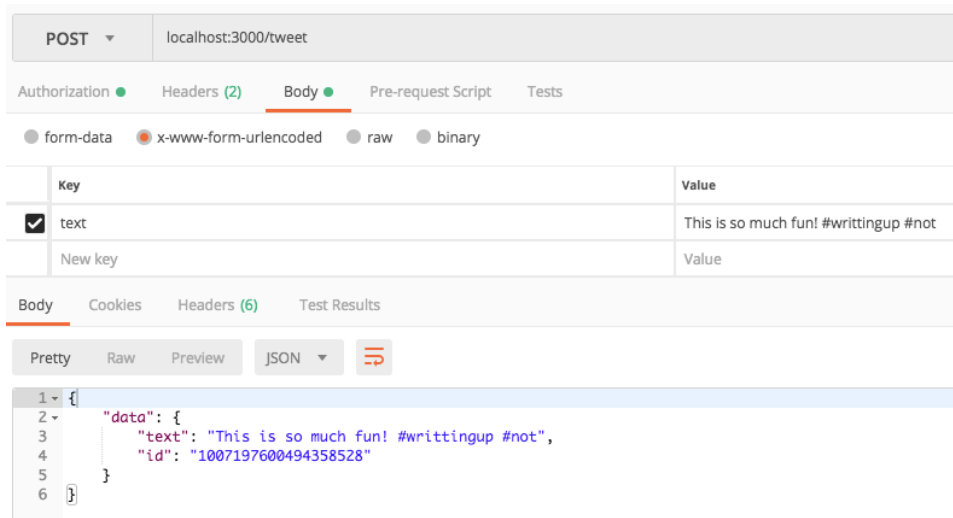 POST localhost:3000/tweet
Authorization Headers (2) Body Pre-request Script Tests
form-data x-www-form-urlencoded raw binary
Key Value
text This is so much fun! #writtingup #not
New key Value
Body Cookies Headers (6) Test Results
Pretty Raw Preview JSON
1 {
2 "data": {
3 "text": "This is so much fun! #writtingup #not",
4 "id": "1007197600494358528"
5 }
6 }